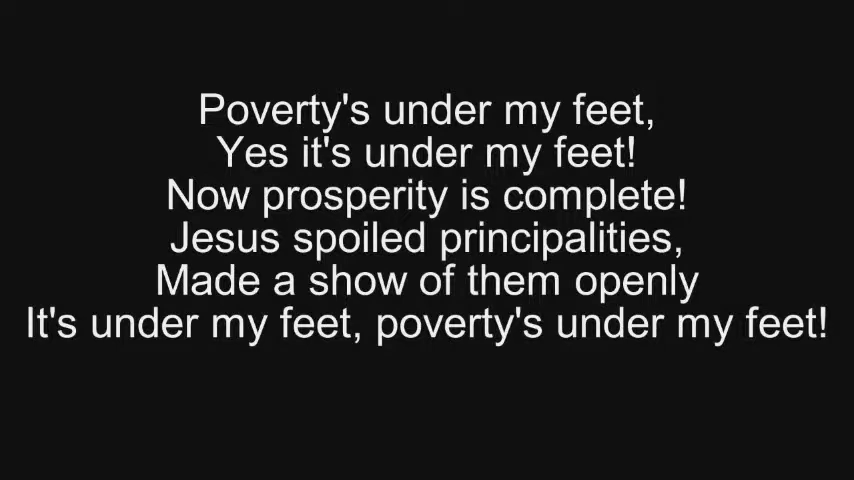 Poverty's under my feet,
Yes it's under my feet!
Now prosperity is complete!
Jesus spoiled principalities,
Made a show of them openly
It's under my feet, poverty's under my feet!